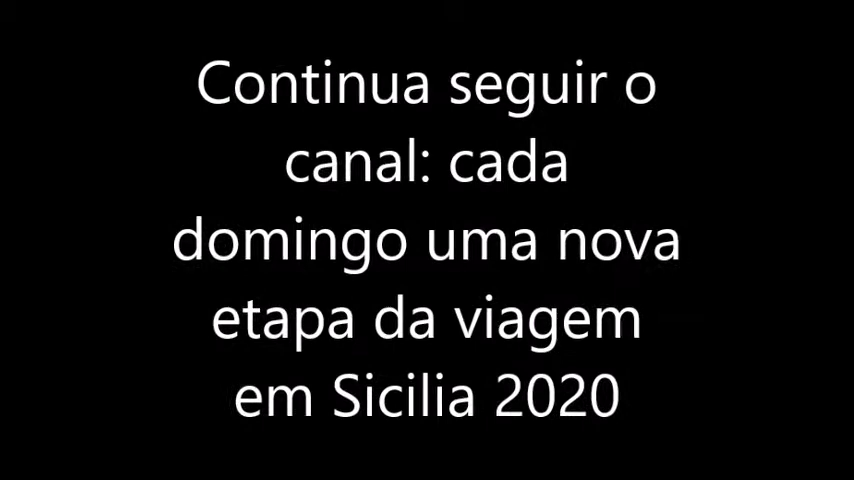 Continua seguir o
canal: cada
domingo uma nova
etapa da viagem
em Sicilia 2020